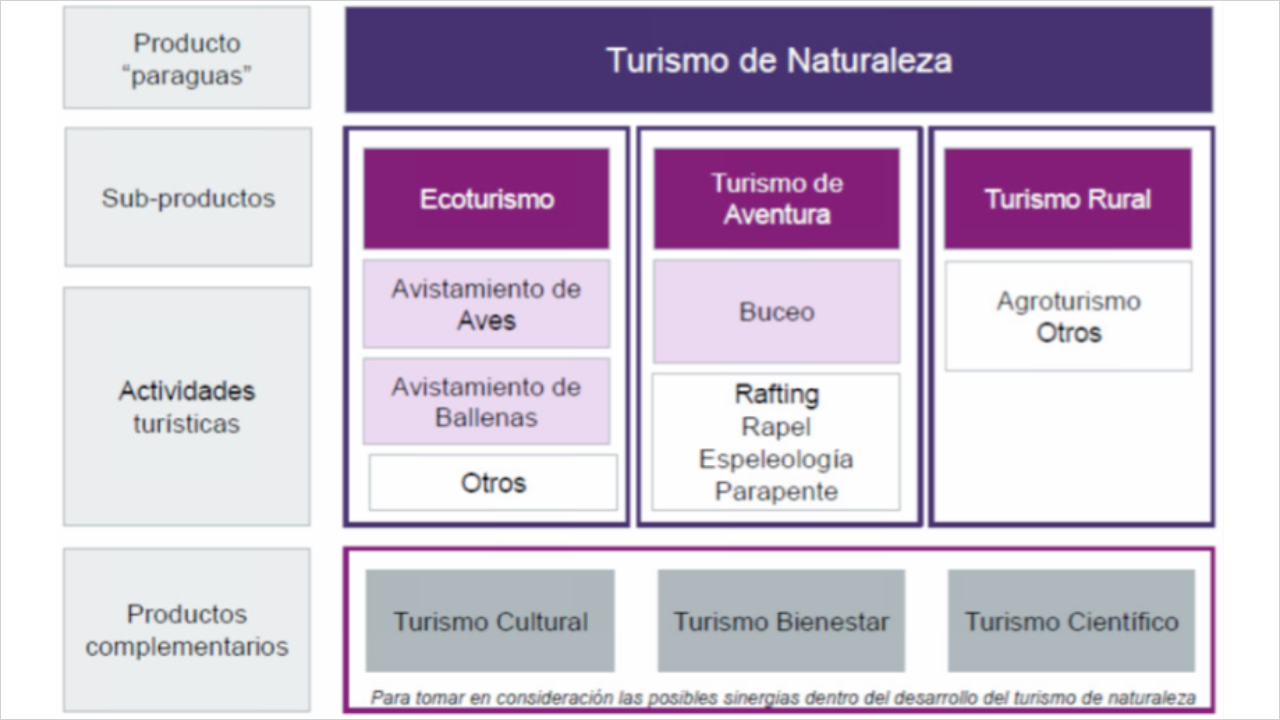 Producto
“paraguas”
Turismo de Naturaleza
Sub-productos
Ecoturismo
Turismo de
Aventura
Turismo Rural
Actividades
turísticas
Avistamiento de
Aves
Avistamiento de
Ballenas
Otros
Buceo
Rafting
Rapel
Espeleología
Parapente
Agroturismo
Otros
Productos
complementarios
Turismo Cultural
Turismo Bienestar
Turismo Científico
Para tomar en consideración las posibles sinergias dentro del desarrollo del turismo de naturaleza